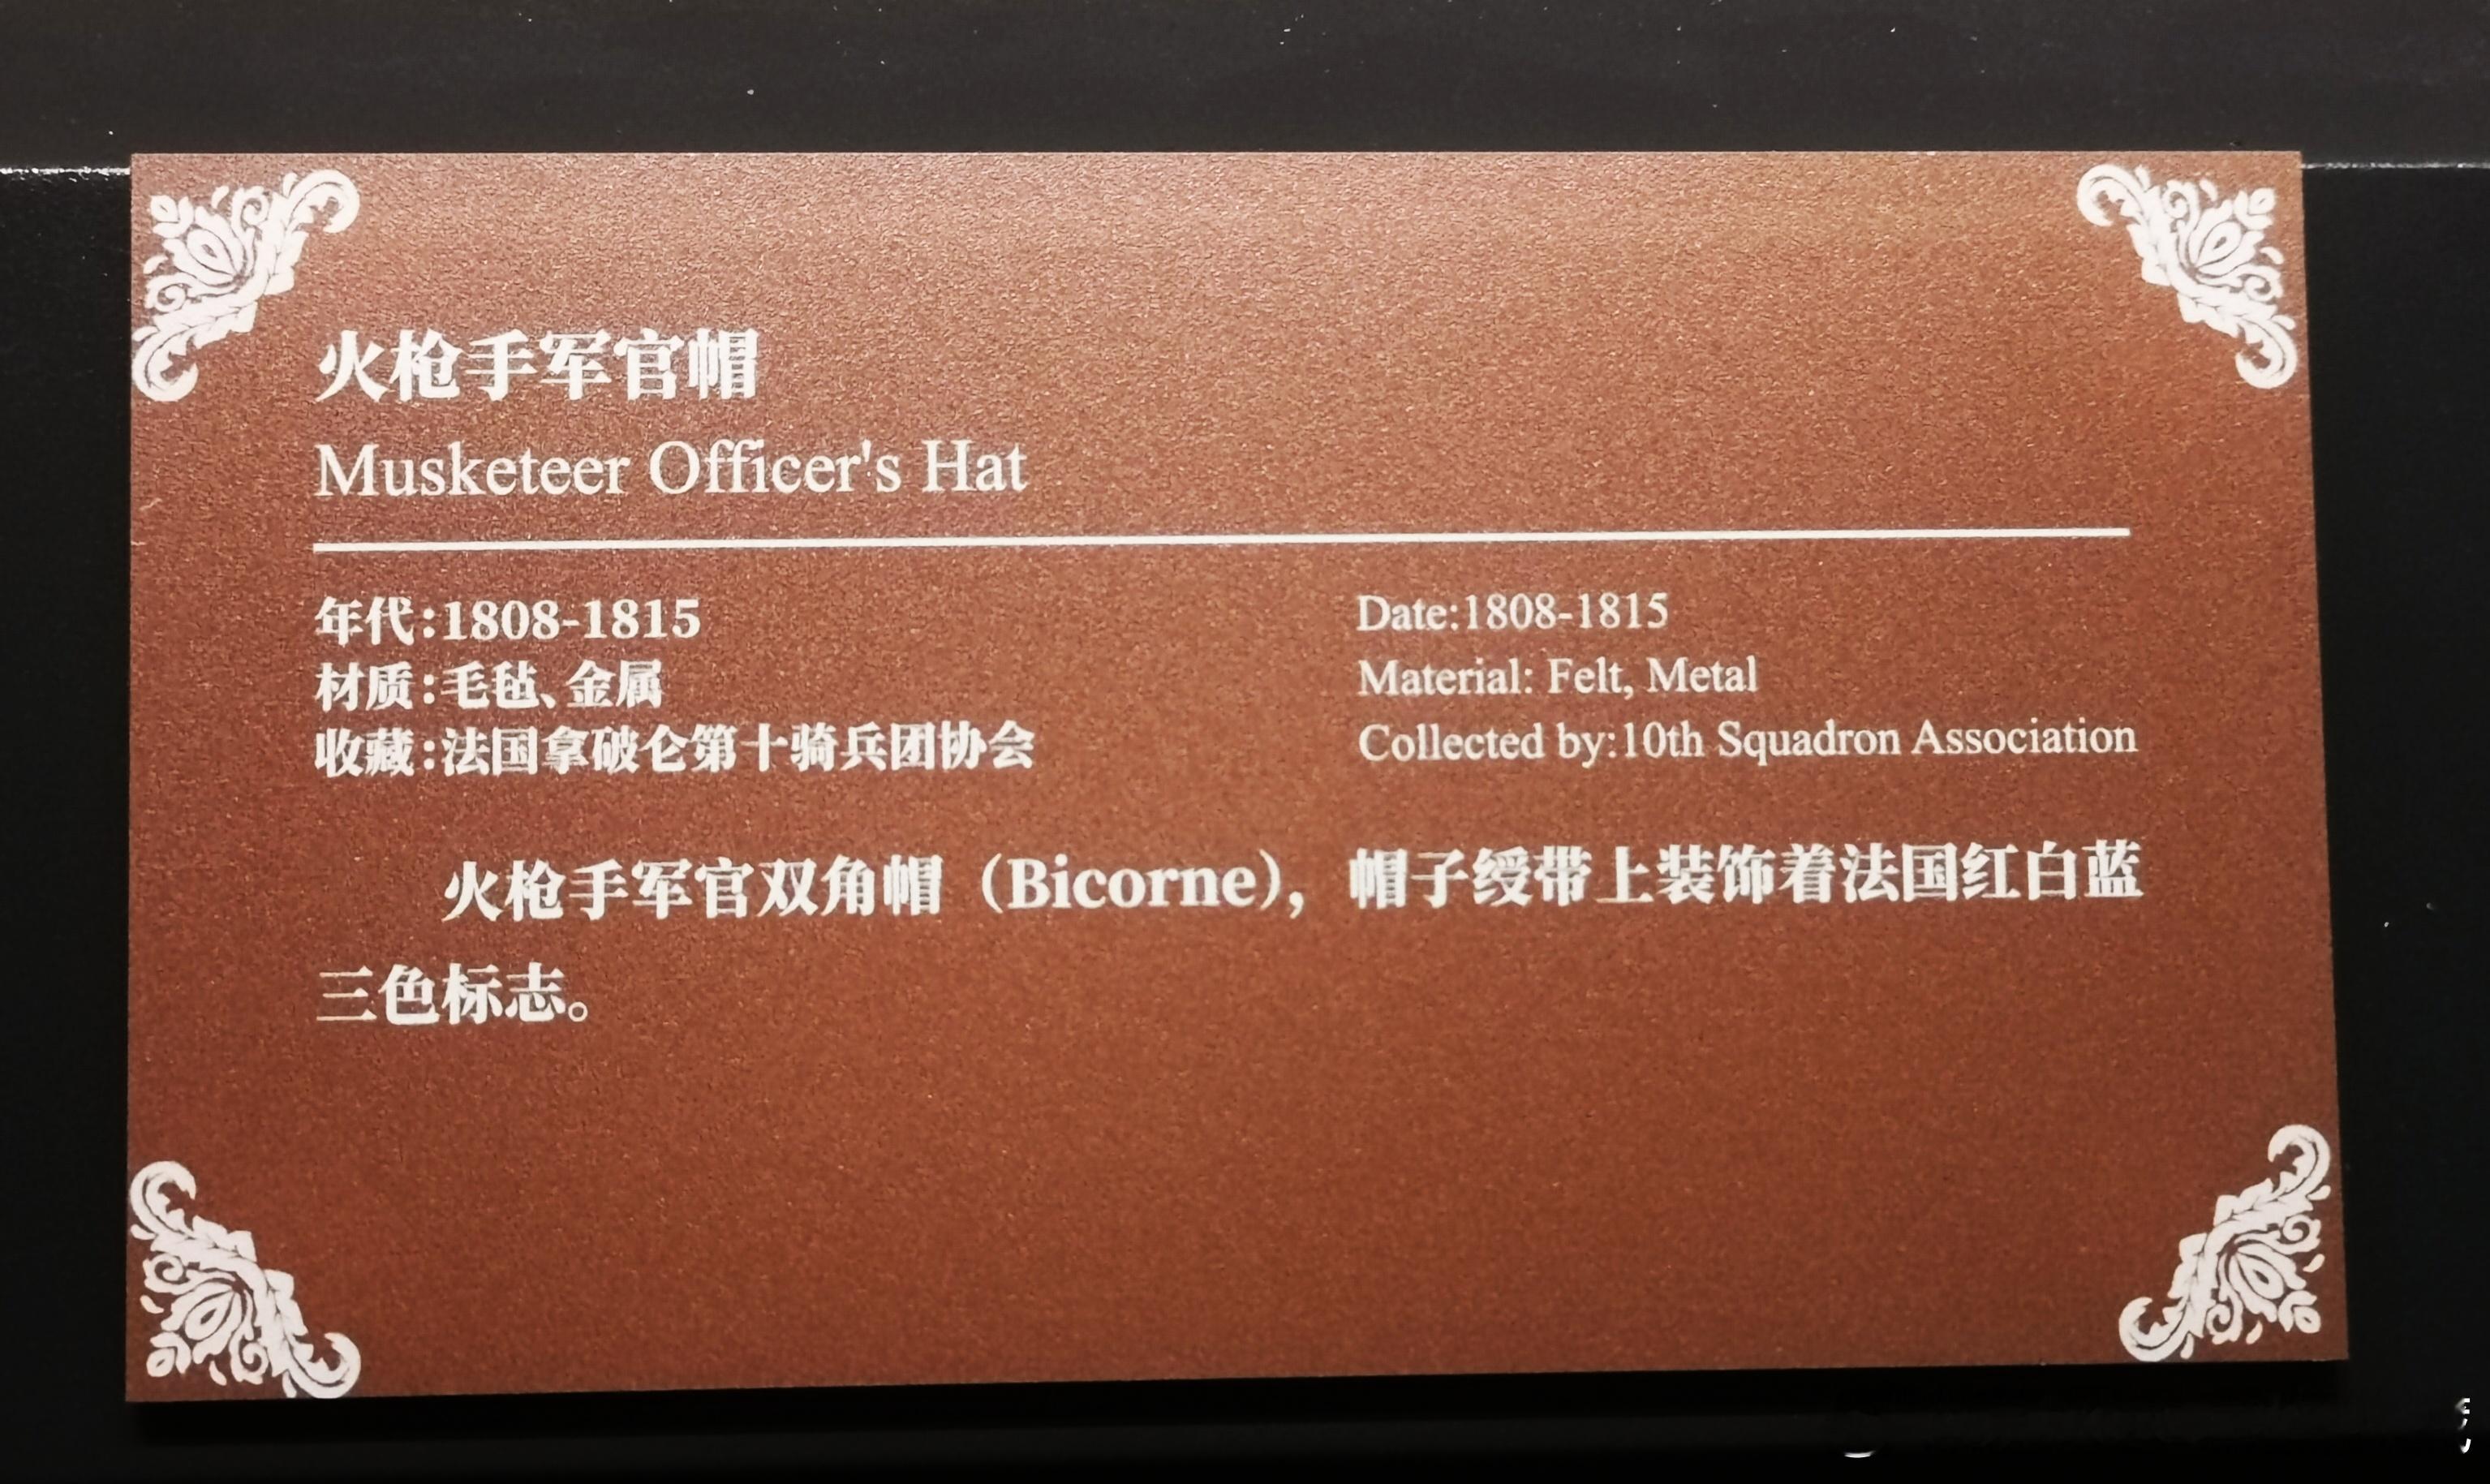 火枪手军官帽
Musketeer Officer's Hat
年代:1808-1815
材质:毛毡、金属
收藏:法国拿破仑第十骑兵团协会
Date:1808-1815
Material: Felt, Metal
Collected by:10th Squadron Association
火枪手军官双角帽（Bicorne），帽子绶带上装饰着法国红白蓝
三色标志。